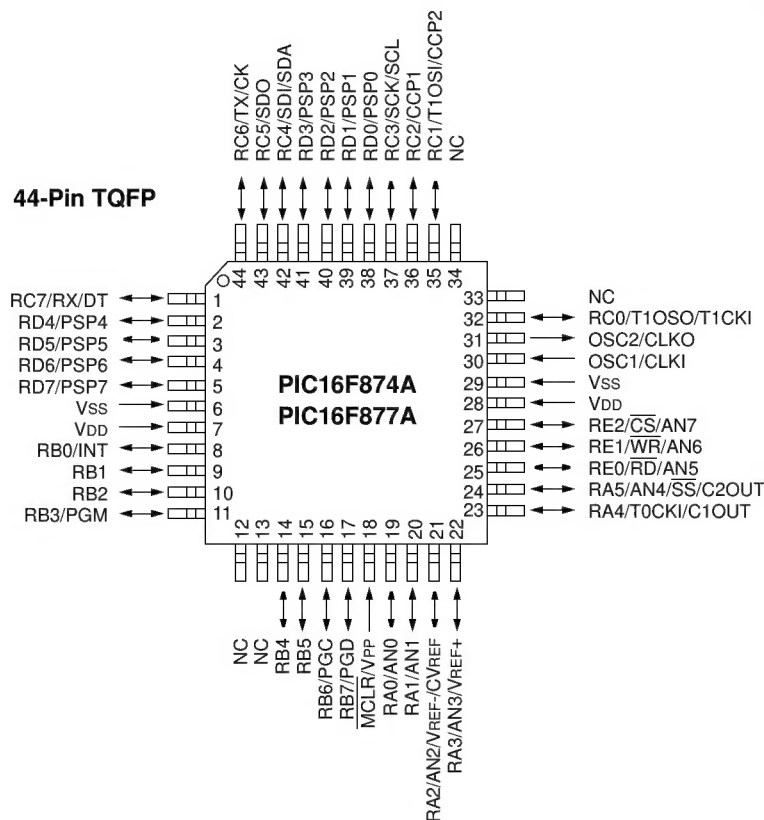 44-Pin TQFP
RC6/TX/CK
RC5/SDO
RC4/SDI/SDA
RD3/PSP3
RD2/PSP2
RD1/PSP1
RD0/PSP0
RC3/SCK/SCL
RC2/CCP1
RC1/T1OSI/CCP2
NC
44
43
42
41
40
39
38
37
36
35
34
RC7/RX/DT 1
RD4/PSP4 2
RD5/PSP5 3
RD6/PSP6 4
RD7/PSP7 5
VSS 6
VDD 7
RB0/INT 8
RB1 9
RB2 10
RB3/PGM 11
PIC16F874A
PIC16F877A
33 NC
32 RC0/T1OSO/T1CKI
31 OSC2/CLKO
30 OSC1/CLKI
29 VSS
28 VDD
27 RE2/C̅S̅/AN7
26 RE1/W̅R̅/AN6
25 RE0/R̅D̅/AN5
24 RA5/AN4/S̅S̅/C2OUT
23 RA4/T0CKI/C1OUT
12
13
14
15
16
17
18
19
20
21
22
NC
NC
RB4
RB5
RB6/PGC
RB7/PGD
M̅C̅L̅R̅/VPP
RA0/AN0
RA1/AN1
RA2/AN2/VREF-/CVREF
RA3/AN3/VREF+